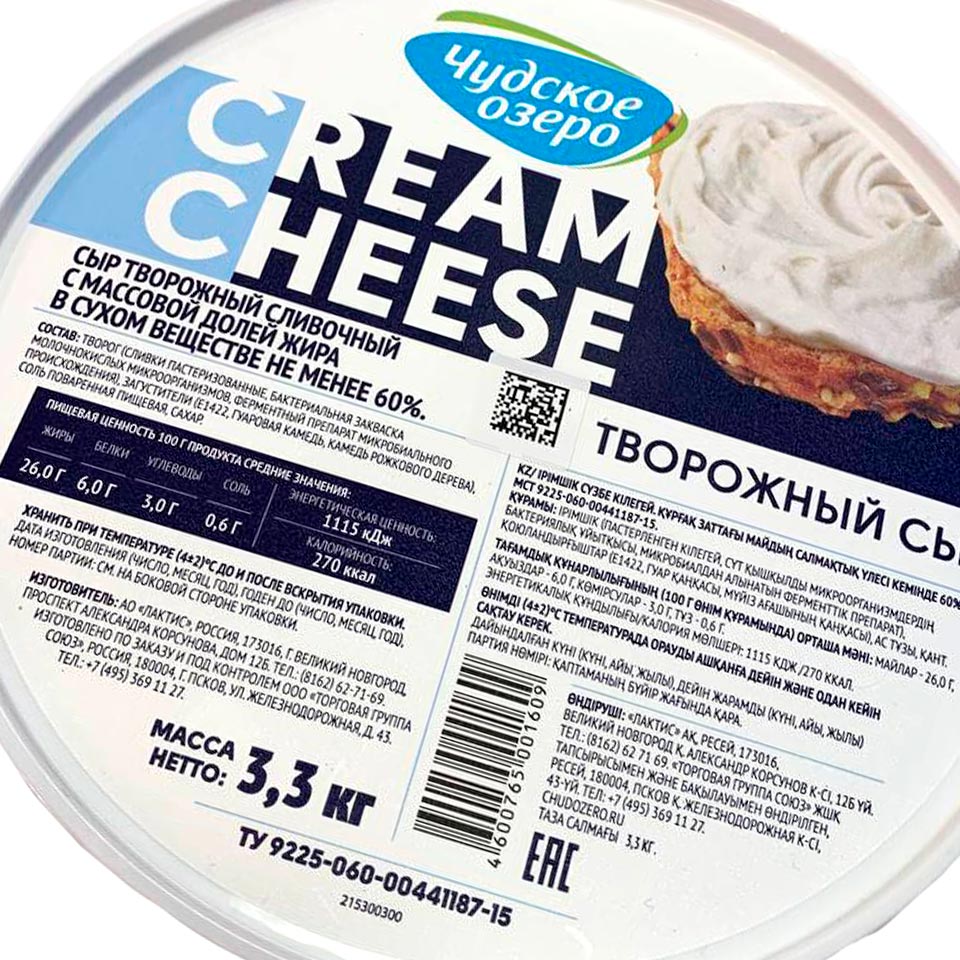 Чудское
озеро
CREAM
CHEESE
СЫР ТВОРОЖНЫЙ СЛИВОЧНЫЙ
С МАССОВОЙ ДОЛЕЙ ЖИРА
В СУХОМ ВЕЩЕСТВЕ НЕ МЕНЕЕ 60%.
СОСТАВ: ТВОРОГ (СЛИВКИ ПАСТЕРИЗОВАННЫЕ, БАКТЕРИАЛЬНАЯ ЗАКВАСКА
МОЛОЧНОКИСЛЫХ МИКРООРГАНИЗМОВ, ФЕРМЕНТНЫЙ ПРЕПАРАТ МИКРОБИАЛЬНОГО
ПРОИСХОЖДЕНИЯ), ЗАГУСТИТЕЛИ (Е1422, ГУАРОВАЯ КАМЕДЬ, КАМЕДЬ РОЖКОВОГО ДЕРЕВА),
СОЛЬ ПОВАРЕННАЯ ПИЩЕВАЯ, САХАР.
ПИЩЕВАЯ ЦЕННОСТЬ 100 Г ПРОДУКТА СРЕДНИЕ ЗНАЧЕНИЯ:
ЖИРЫ БЕЛКИ УГЛЕВОДЫ СОЛЬ
26,0 Г 6,0 Г 3,0 Г 0,6 Г
ЭНЕРГЕТИЧЕСКАЯ ЦЕННОСТЬ:
1115 кДж
КАЛОРИЙНОСТЬ:
270 ккал
ХРАНИТЬ ПРИ ТЕМПЕРАТУРЕ (4±2)°С ДО И ПОСЛЕ ВСКРЫТИЯ УПАКОВКИ.
ДАТА ИЗГОТОВЛЕНИЯ (ЧИСЛО, МЕСЯЦ, ГОД), ГОДЕН ДО (ЧИСЛО, МЕСЯЦ, ГОД),
НОМЕР ПАРТИИ: СМ. НА БОКОВОЙ СТОРОНЕ УПАКОВКИ.
ИЗГОТОВИТЕЛЬ: АО «ЛАКТИС», РОССИЯ, 173016, Г. ВЕЛИКИЙ НОВГОРОД,
ПРОСПЕКТ АЛЕКСАНДРА КОРСУНОВА, ДОМ 12Б. ТЕЛ.: (8162) 62-71-69.
ИЗГОТОВЛЕНО ПО ЗАКАЗУ И ПОД КОНТРОЛЕМ ООО «ТОРГОВАЯ ГРУППА
СОЮЗ», РОССИЯ, 180004, Г. ПСКОВ, УЛ. ЖЕЛЕЗНОДОРОЖНАЯ, Д. 43.
ТЕЛ.: +7 (495) 369 11 27.
МАССА
НЕТТО: 3,3 кг
ТУ 9225-060-00441187-15
215300300
ТВОРОЖНЫЙ СЫ
KZ/ ІРІМШІК СҮЗБЕ КІЛЕГЕЙ. ҚҰРҒАҚ ЗАТТАҒЫ МАЙДЫҢ САЛМАҚТЫҚ ҮЛЕСІ КЕМІНДЕ 60%
МСТ 9225-060-00441187-15.
ҚҰРАМЫ: ІРІМШІК (ПАСТЕРЛЕНГЕН КІЛЕГЕЙ, СҮТ ҚЫШҚЫЛДЫ МИКРООРГАНИЗМДЕРДІҢ
БАКТЕРИЯЛЫҚ ҰЙЫТҚЫСЫ, МИКРОБИАЛДАН АЛЫНАТЫН ФЕРМЕНТТІК ПРЕПАРАТ),
ҚОЮЛАНДЫРҒЫШТАР (Е1422, ГУАР ҚАНҚАСЫ, МҮЙІЗ АҒАШЫНЫҢ ҚАНҚАСЫ), АС ТҰЗЫ, ҚАНТ.
ТАҒАМДЫҚ ҚҰНАРЛЫЛЫҒЫНЫҢ (100 Г ӨНІМ ҚҰРАМЫНДА) ОРТАША МӘНІ: МАЙЛАР - 26,0 Г,
АҚУЫЗДАР - 6,0 Г, КӨМІРСУЛАР - 3,0 Г, ТҰЗ - 0,6 Г.
ЭНЕРГЕТИКАЛЫҚ ҚҰНДЫЛЫҒЫ/КАЛОРИЯ МӨЛШЕРІ: 1115 КДЖ /270 ККАЛ.
ӨНІМДІ (4±2)°С ТЕМПЕРАТУРАДА ОРАУДЫ АШҚАНҒА ДЕЙІН ЖӘНЕ ОДАН КЕЙІН
САҚТАУ КЕРЕК.
ДАЙЫНДАЛҒАН КҮНІ (КҮНІ, АЙЫ, ЖЫЛЫ), ДЕЙІН ЖАРАМДЫ (КҮНІ, АЙЫ, ЖЫЛЫ)
ПАРТИЯ НӨМІРІ: ҚАПТАМАНЫҢ БҮЙІР ЖАҒЫНДА ҚАРА.
ӨНДІРУШІ: «ЛАКТИС» АҚ, РЕСЕЙ, 173016,
ВЕЛИКИЙ НОВГОРОД Қ. АЛЕКСАНДР КОРСУНОВ К-СІ, 12Б ҮЙ.
ТЕЛ.: (8162) 62 71 69. «ТОРГОВАЯ ГРУППА СОЮЗ» ЖШҚ
ТАПСЫРЫСЫМЕН ЖӘНЕ БАҚЫЛАУЫМЕН ӨНДІРІЛГЕН,
РЕСЕЙ, 180004, ПСКОВ Қ. ЖЕЛЕЗНОДОРОЖНАЯ К-СІ,
43-ҮЙ, ТЕЛ: +7 (495) 369 11 27.
CHUDOZERO.RU
ТАЗА САЛМАҒЫ 3,3 КГ.
4 600765 001609
EAC